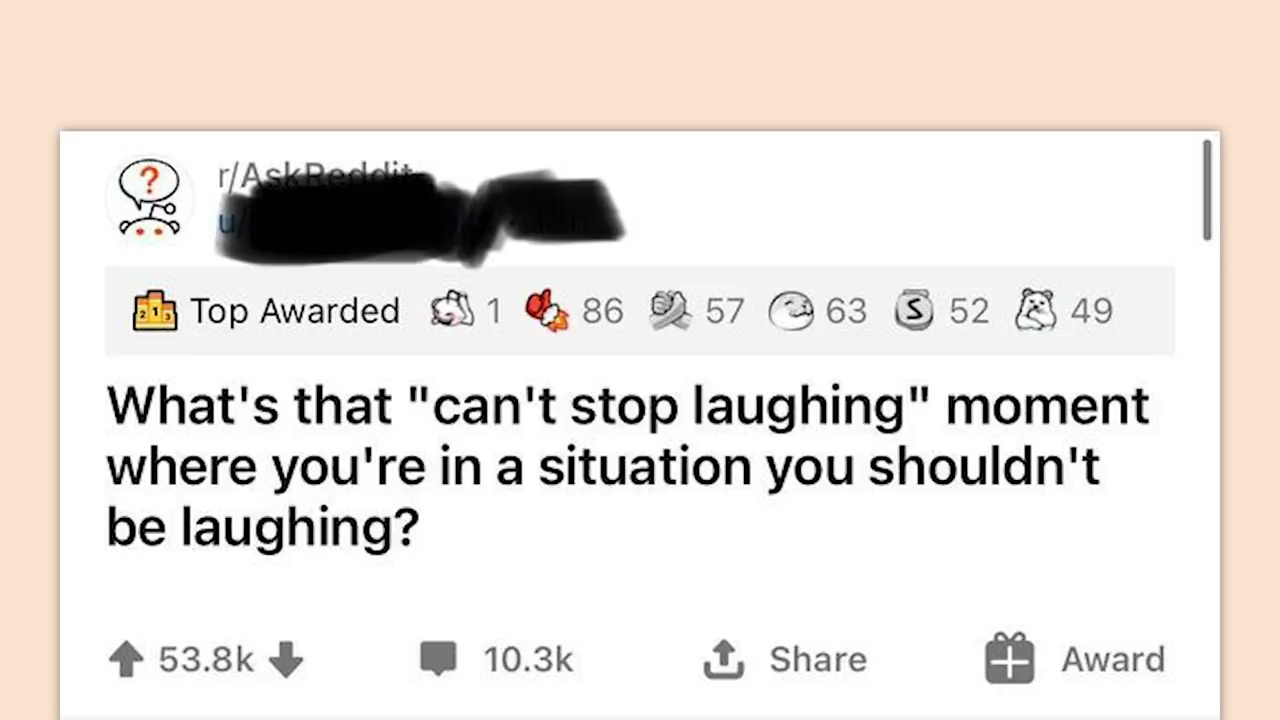 r/AskReddit
u/
Top Awarded 1 86 57 63 S 52 49
What's that "can't stop laughing" moment
where you're in a situation you shouldn't
be laughing?
53.8k 10.3k Share Award